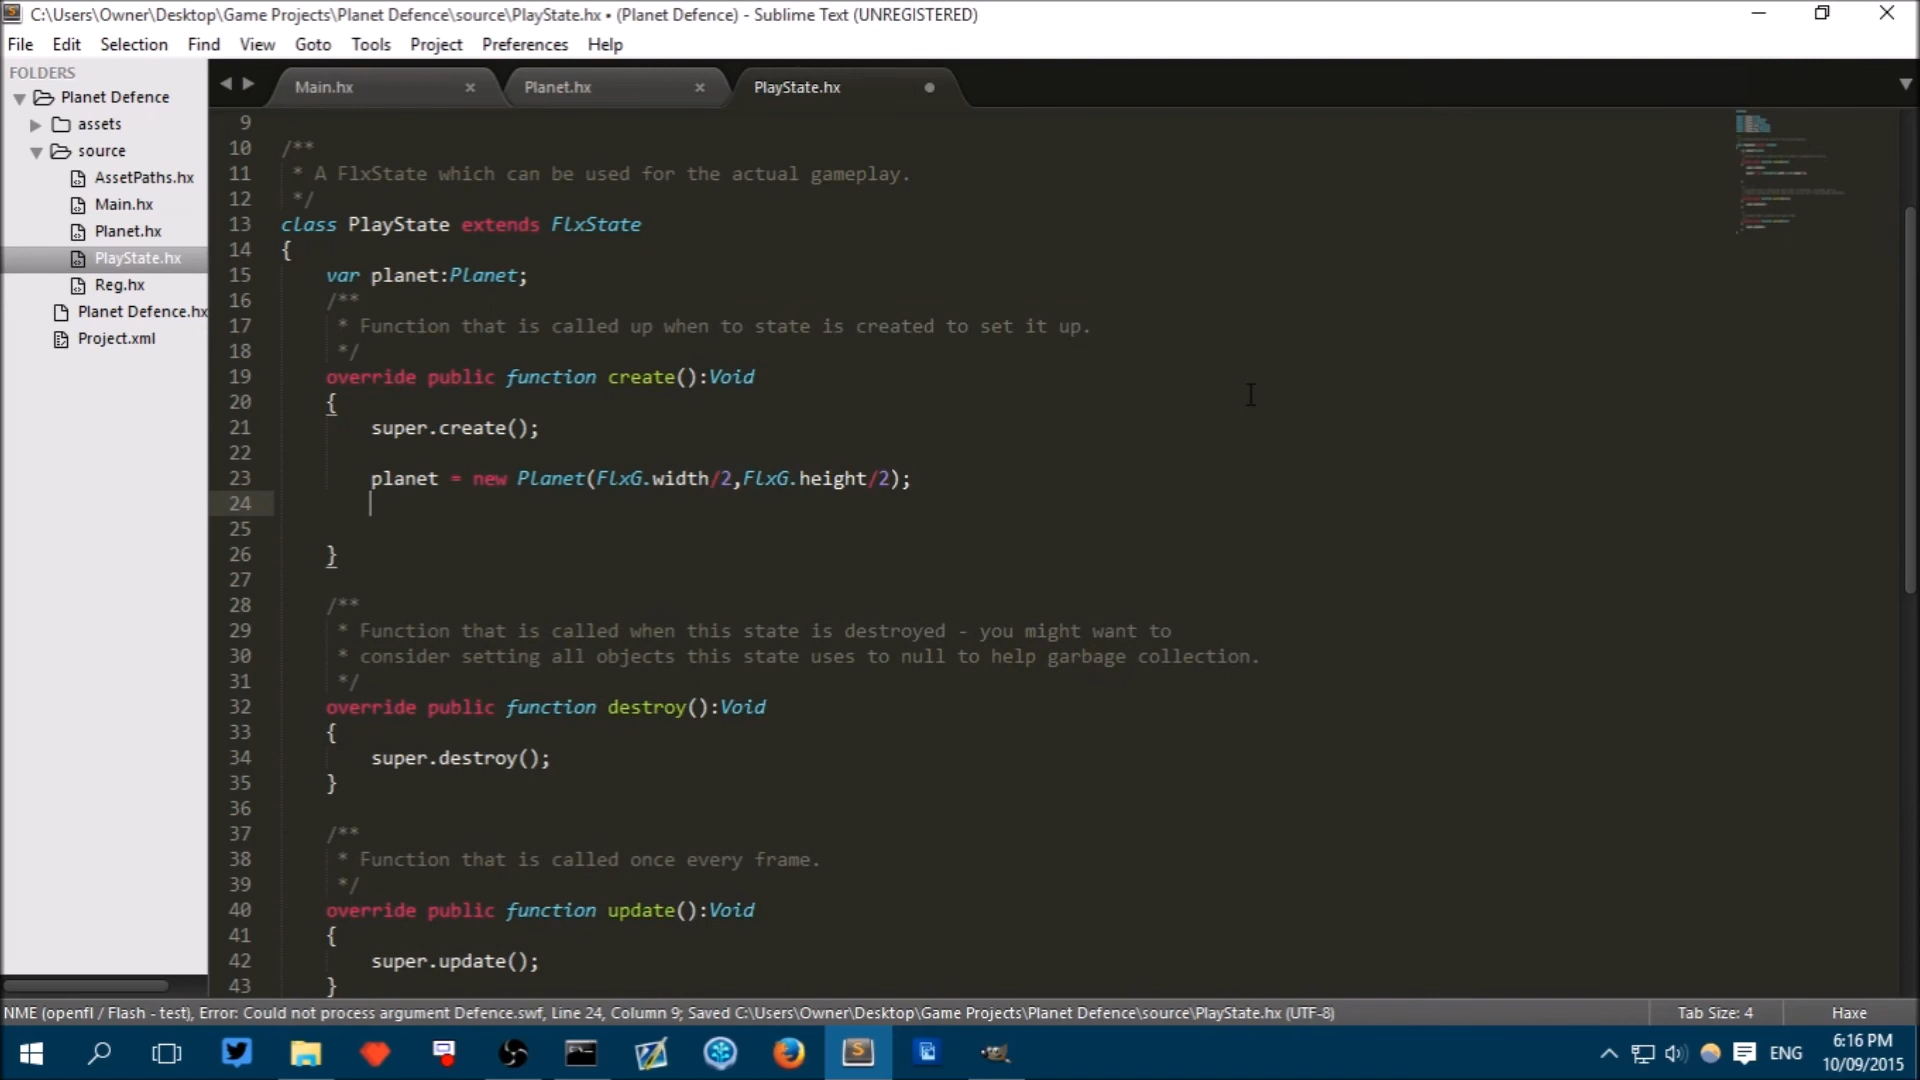 C:\Users\Owner\Desktop\Game Projects\Planet Defence\source\PlayState.hx • (Planet Defence) - Sublime Text (UNREGISTERED)
File Edit Selection Find View Goto Tools Project Preferences Help
FOLDERS
Planet Defence
assets
source
AssetPaths.hx
Main.hx
Planet.hx
PlayState.hx
Reg.hx
Planet Defence.hx
Project.xml
Main.hx × Planet.hx × PlayState.hx
9
10 /**
11 * A FlxState which can be used for the actual gameplay.
12 */
13 class PlayState extends FlxState
14 {
15 var planet:Planet;
16 /**
17 * Function that is called up when to state is created to set it up.
18 */
19 override public function create():Void
20 {
21 super.create();
22
23 planet = new Planet(FlxG.width/2,FlxG.height/2);
24
25
26 }
27
28 /**
29 * Function that is called when this state is destroyed - you might want to
30 * consider setting all objects this state uses to null to help garbage collection.
31 */
32 override public function destroy():Void
33 {
34 super.destroy();
35 }
36
37 /**
38 * Function that is called once every frame.
39 */
40 override public function update():Void
41 {
42 super.update();
43 }
NME (openfl / Flash - test), Error: Could not process argument Defence.swf, Line 24, Column 9; Saved C:\Users\Owner\Desktop\Game Projects\Planet Defence\source\PlayState.hx (UTF-8) Tab Size: 4 Haxe
ENG
6:16 PM
10/09/2015